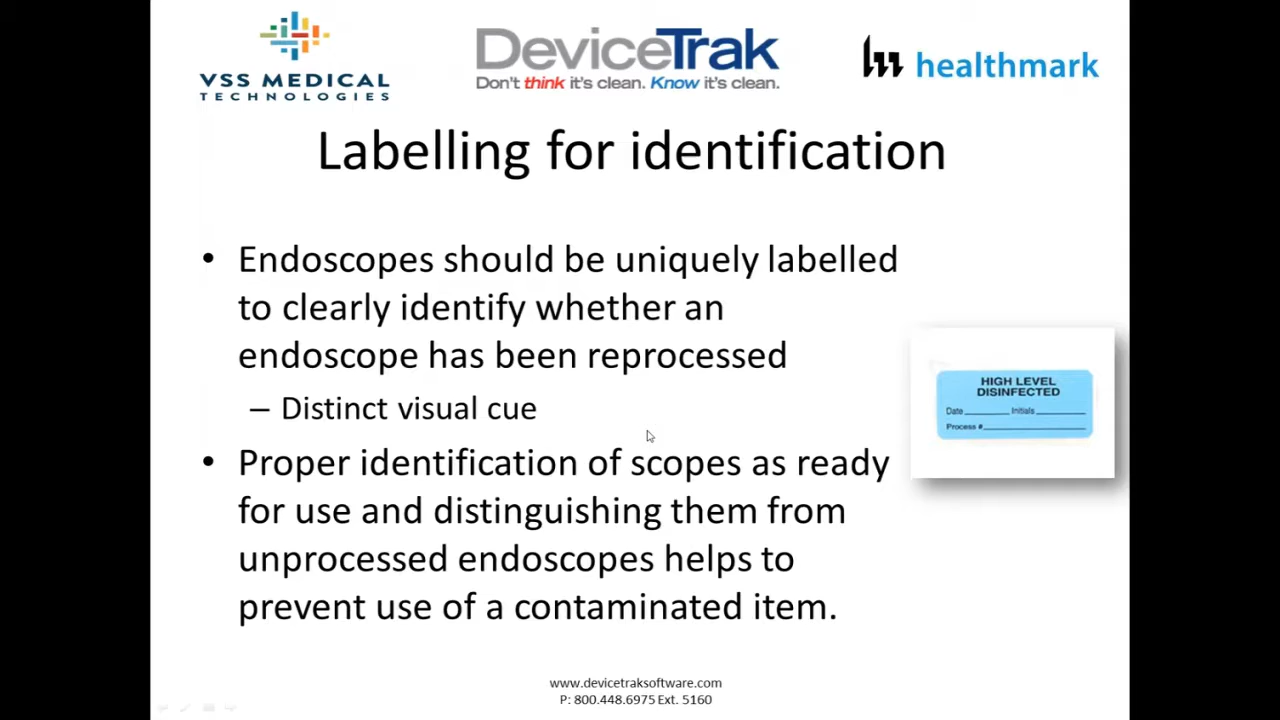 VSS MEDICAL
TECHNOLOGIES
DeviceTrak
Don't think it's clean. Know it's clean.
healthmark
Labelling for identification
• Endoscopes should be uniquely labelled
to clearly identify whether an
endoscope has been reprocessed
– Distinct visual cue
• Proper identification of scopes as ready
for use and distinguishing them from
unprocessed endoscopes helps to
prevent use of a contaminated item.
HIGH LEVEL
DISINFECTED
Date________ Initials________
Process #________________
www.devicetraksoftware.com
P: 800.448.6975 Ext. 5160